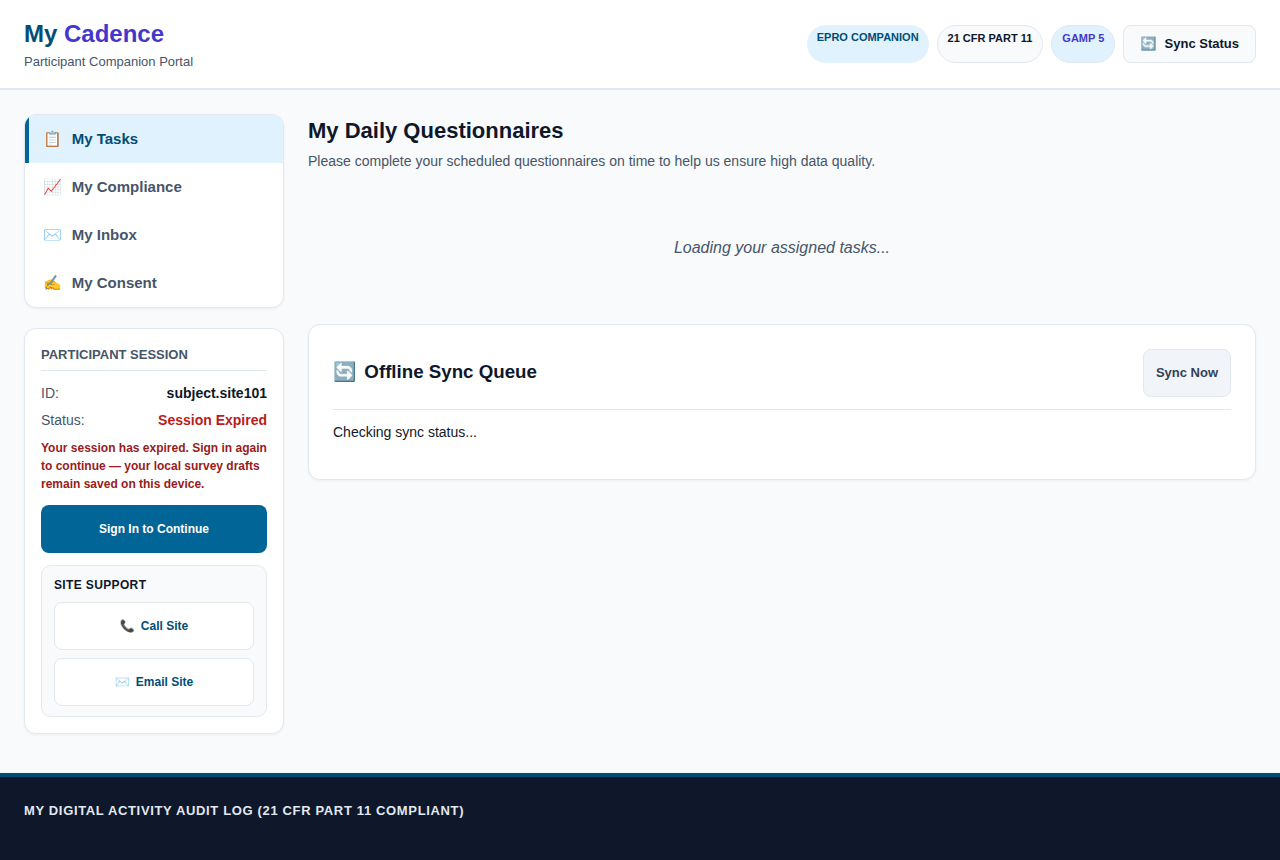 My Cadence
Participant Companion Portal
EPRO COMPANION
21 CFR PART 11
GAMP 5
Sync Status
My Tasks
My Compliance
My Inbox
My Consent
PARTICIPANT SESSION
ID: subject.site101
Status: Session Expired
Your session has expired. Sign in again
to continue — your local survey drafts
remain saved on this device.
Sign In to Continue
SITE SUPPORT
Call Site
Email Site
My Daily Questionnaires
Please complete your scheduled questionnaires on time to help us ensure high data quality.
Loading your assigned tasks...
Offline Sync Queue
Sync Now
Checking sync status...
MY DIGITAL ACTIVITY AUDIT LOG (21 CFR PART 11 COMPLIANT)